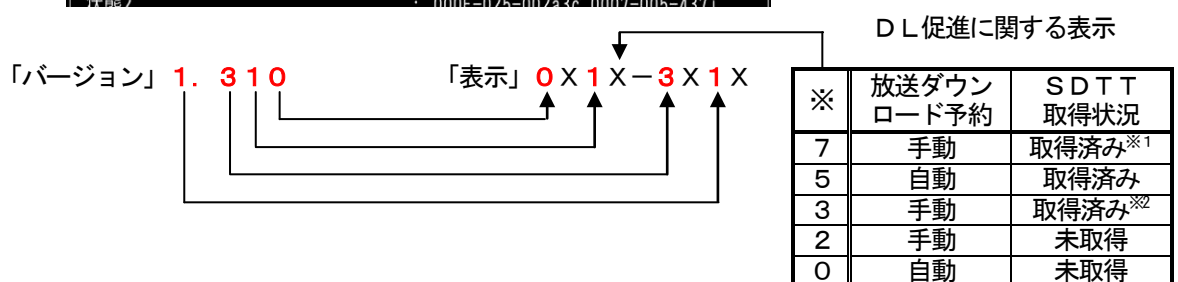 DL促進に関する表示
「バージョン」1.310 「表示」0X1X－3X1X
※ 放送ダウンロード予約 SDTT取得状況
7 手動 取得済み※1
5 自動 取得済み
3 手動 取得済み※2
2 手動 未取得
0 自動 未取得